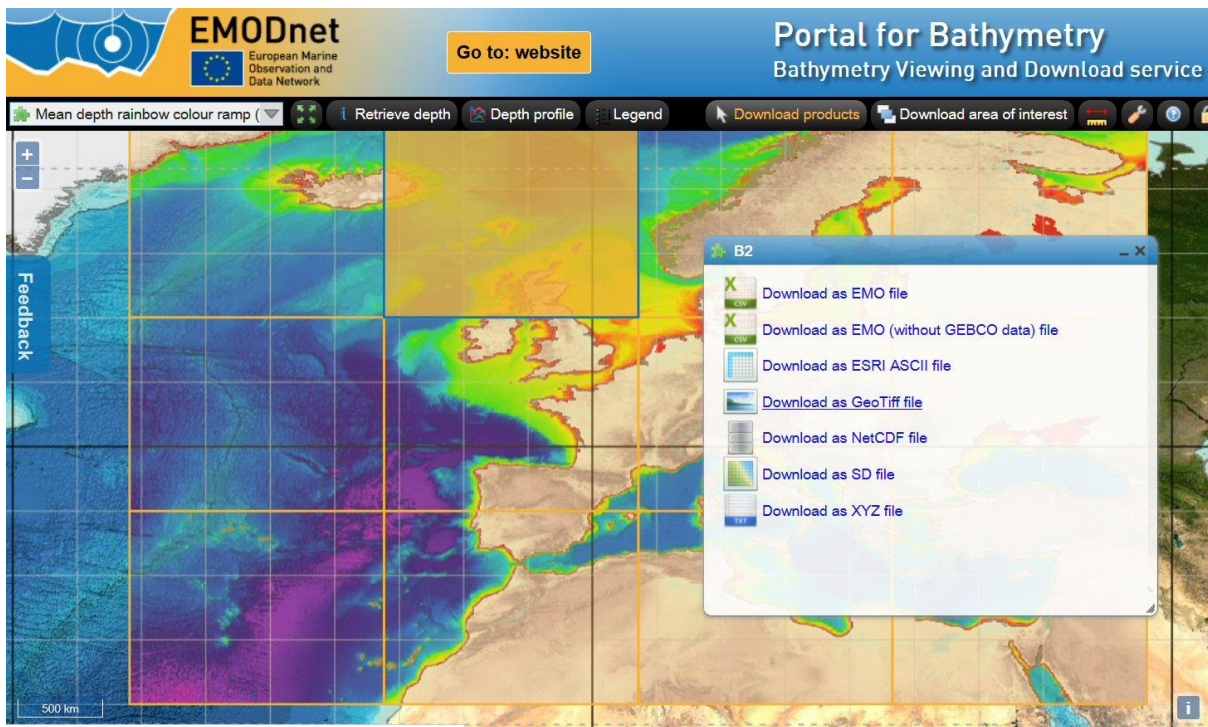 EMODnet
European Marine
Observation and
Data Network
Go to: website
Portal for Bathymetry
Bathymetry Viewing and Download service
Mean depth rainbow colour ramp (
Retrieve depth
Depth profile
Legend
Download products
Download area of interest
+
−
Feedback
B2
CSV
Download as EMO file
CSV
Download as EMO (without GEBCO data) file
Download as ESRI ASCII file
Download as GeoTiff file
Download as NetCDF file
Download as SD file
TXT
Download as XYZ file
500 km
i